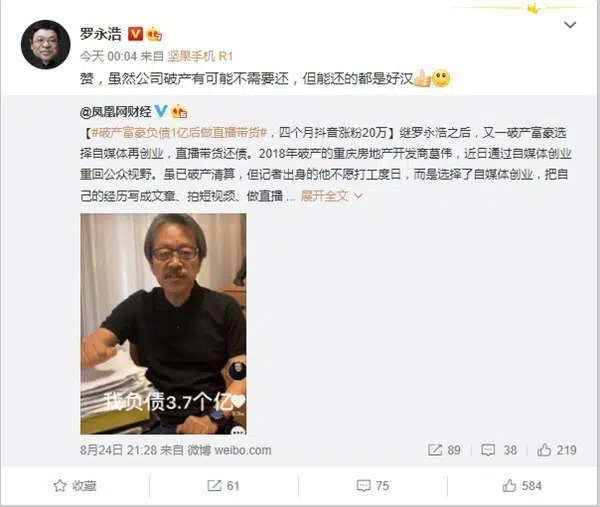 罗永浩
今天 00:04 来自 坚果手机 R1
赞，虽然公司破产有可能不需要还，但能还的都是好汉
@凤凰网财经
【#破产富豪负债1亿后做直播带货#，四个月抖音涨粉20万】继罗永浩之后，又一破产富豪选
择自媒体再创业，直播带货还债。2018年破产的重庆房地产开发商蒉伟，近日通过自媒体创业
重回公众视野。虽已破产清算，但记者出身的他不愿打工度日，而是选择了自媒体创业，把自
己的经历写成文章、拍短视频、做直播 ... 展开全文
我负债3.7个亿
8月24日 21:28 来自 微博 weibo.com
89 38 219
收藏 61 75 584